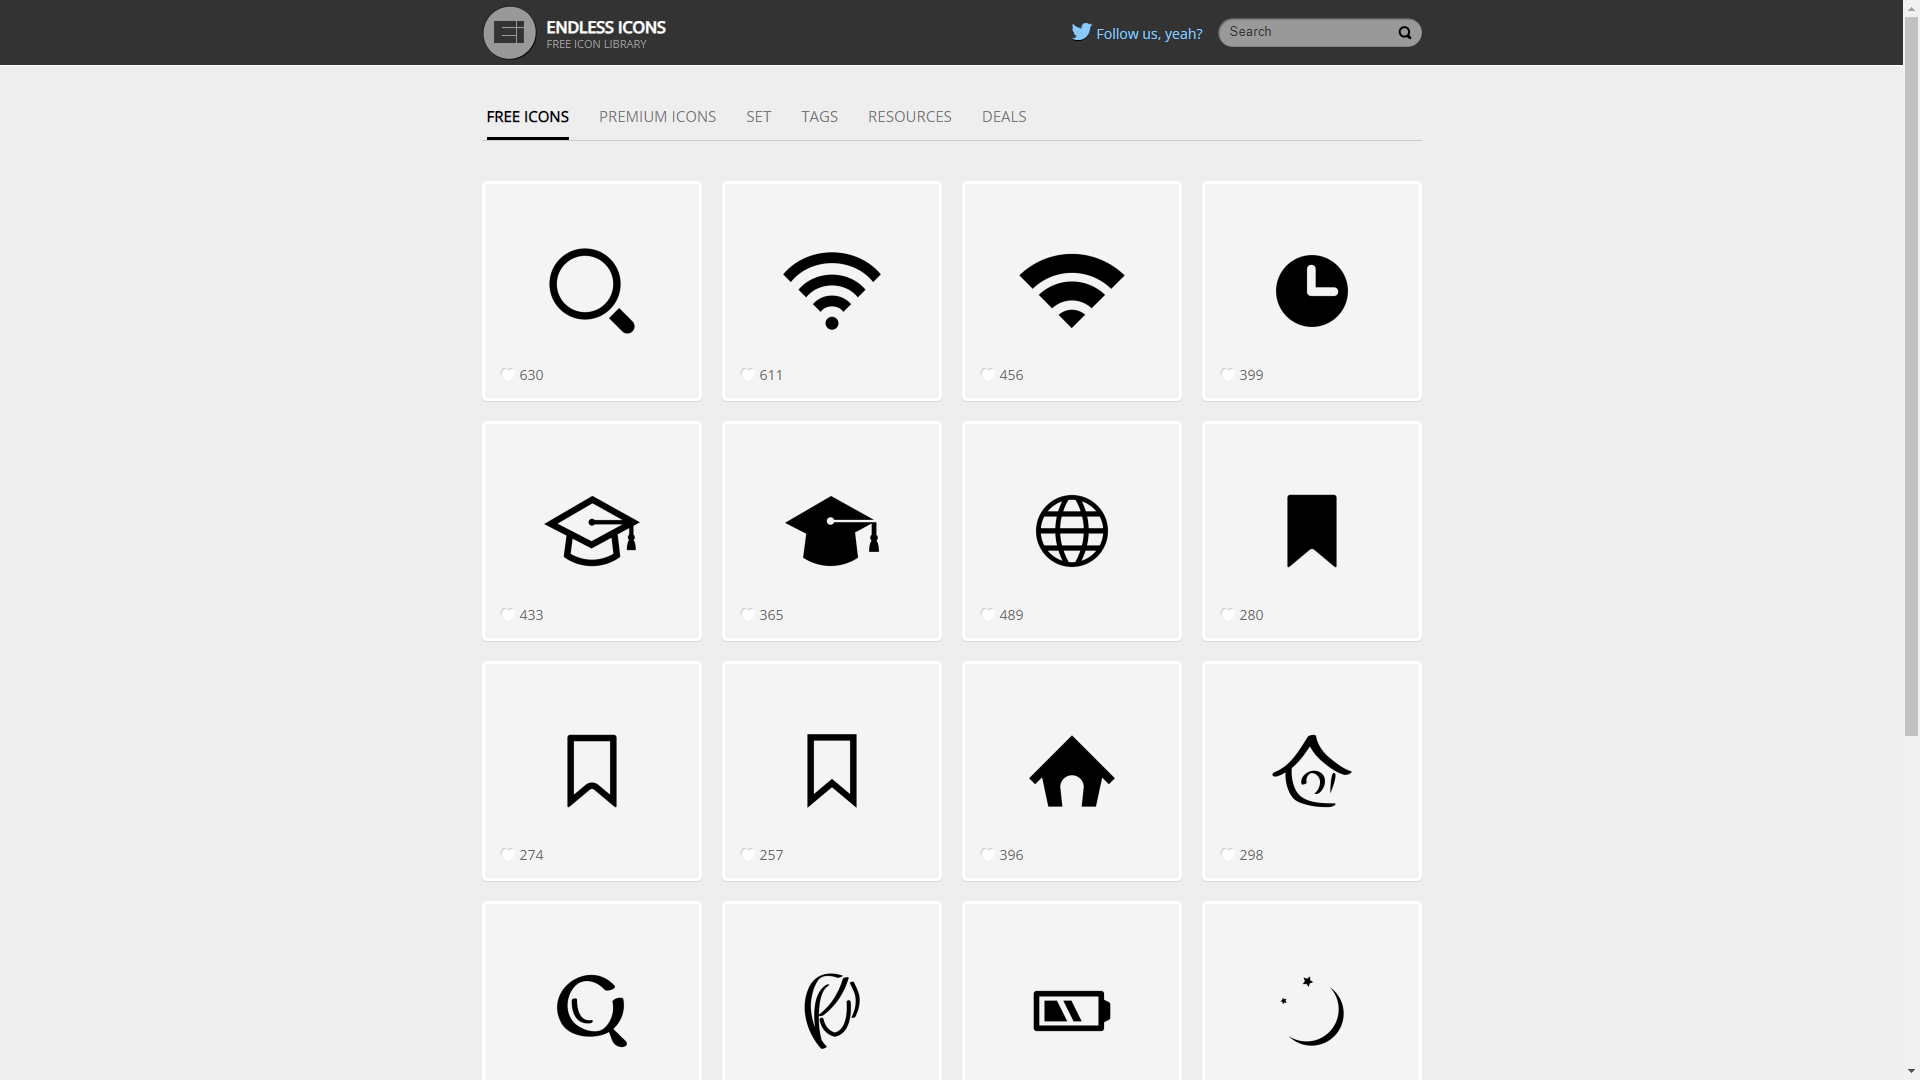 ENDLESS ICONS
FREE ICON LIBRARY
Follow us, yeah?
Search
FREE ICONS PREMIUM ICONS SET TAGS RESOURCES DEALS
630 611 456 399
433 365 489 280
274 257 396 298